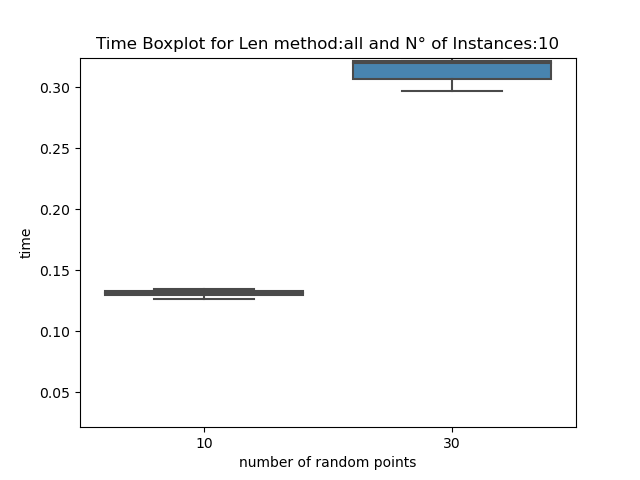 Time Boxplot for Len method:all and N° of Instances:10
0.30
0.25
0.20
0.15
0.10
0.05
time
10 30
number of random points